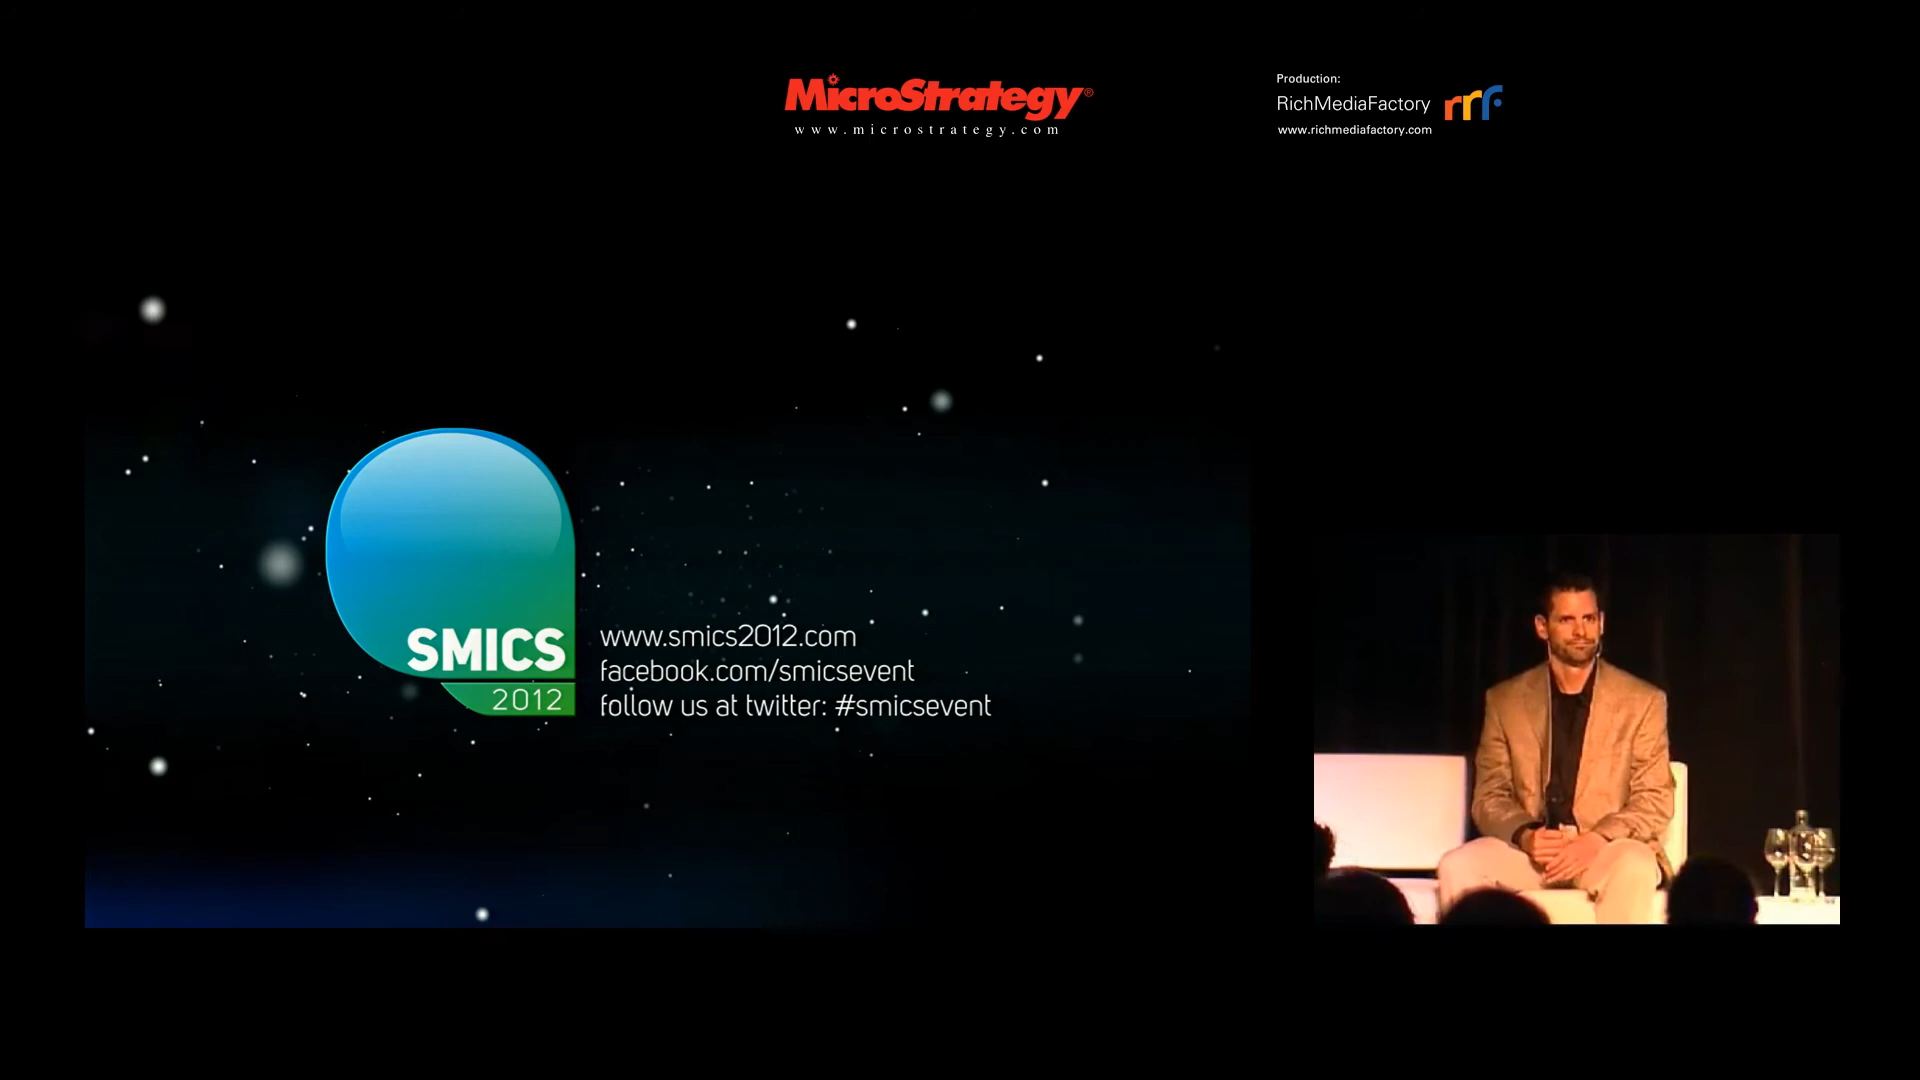 MicroStrategy®
www.microstrategy.com
Production:
RichMediaFactory rrf
www.richmediafactory.com
SMICS
2012
www.smics2012.com
facebook.com/smicsevent
follow us at twitter: #smicsevent